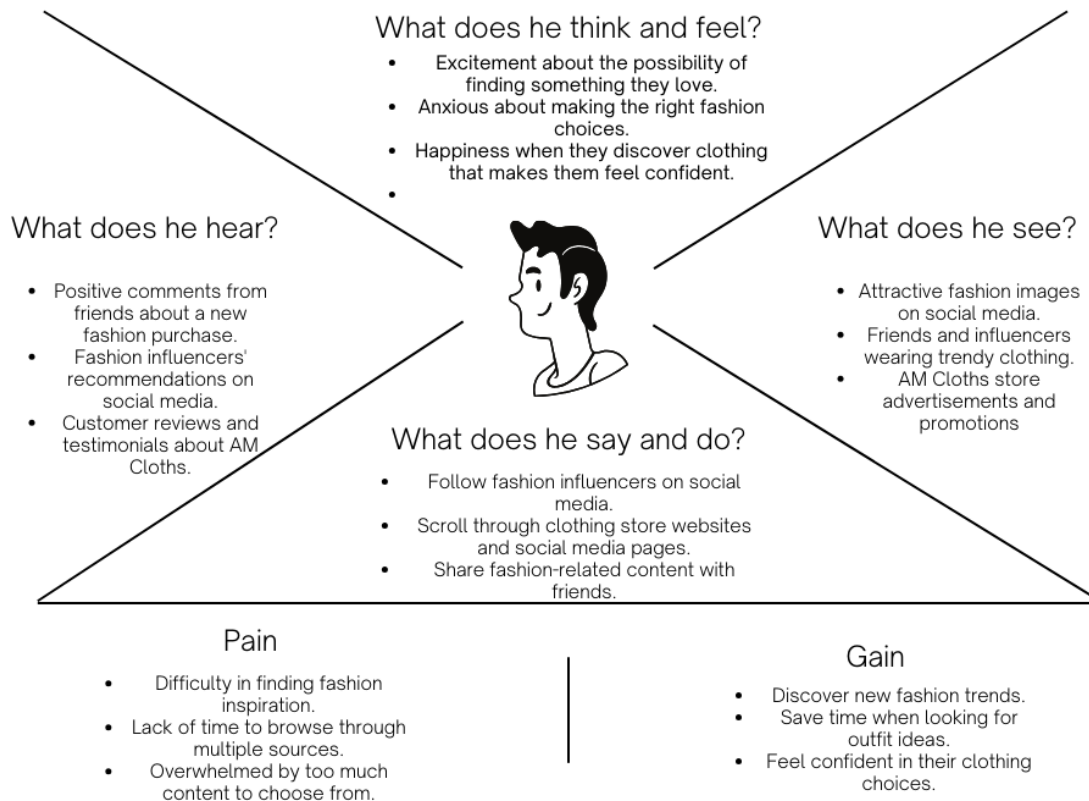 What does he think and feel?
• Excitement about the possibility of
finding something they love.
• Anxious about making the right fashion
choices.
• Happiness when they discover clothing
that makes them feel confident.
•
What does he hear?
• Positive comments from
friends about a new
fashion purchase.
• Fashion influencers'
recommendations on
social media.
• Customer reviews and
testimonials about AM
Cloths.
What does he see?
• Attractive fashion images
on social media.
• Friends and influencers
wearing trendy clothing.
• AM Cloths store
advertisements and
promotions
What does he say and do?
• Follow fashion influencers on social
media.
• Scroll through clothing store websites
and social media pages.
• Share fashion-related content with
friends.
Pain
• Difficulty in finding fashion
inspiration.
• Lack of time to browse through
multiple sources.
• Overwhelmed by too much
content to choose from.
Gain
• Discover new fashion trends.
• Save time when looking for
outfit ideas.
• Feel confident in their clothing
choices.